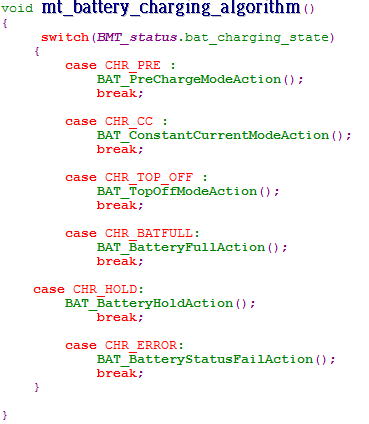 void mt_battery_charging_algorithm()
{
switch(BMT_status.bat_charging_state)
{
case CHR_PRE :
BAT_PreChargeModeAction();
break;
case CHR_CC :
BAT_ConstantCurrentModeAction();
break;
case CHR_TOP_OFF :
BAT_TopOffModeAction();
break;
case CHR_BATFULL:
BAT_BatteryFullAction();
break;
case CHR_HOLD:
BAT_BatteryHoldAction();
break;
case CHR_ERROR:
BAT_BatteryStatusFailAction();
break;
}
}